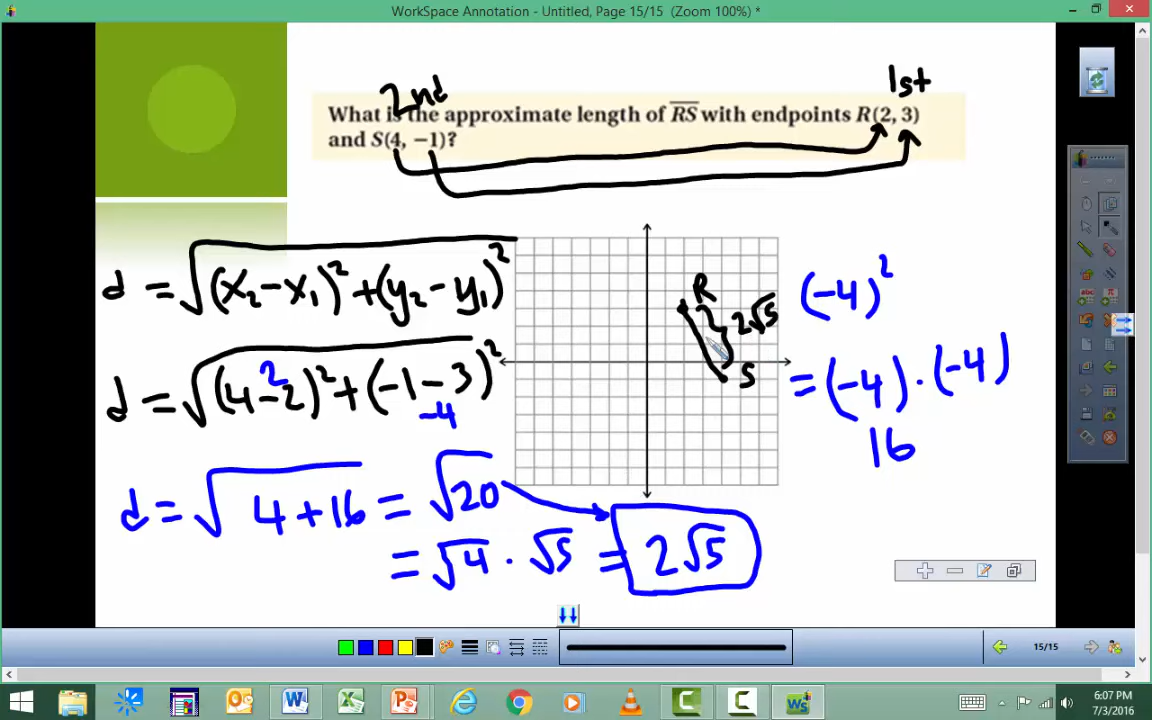 WorkSpace Annotation - Untitled, Page 15/15 (Zoom 100%) *
2nd
1st
What is the approximate length of RS with endpoints R(2, 3)
and S(4, −1)?
d = √(x₂ − x₁)² + (y₂ − y₁)²
R
2√5
S
(−4)²
d = √(4 − 2)² + (−1 − 3)²
2
−4
= (−4) · (−4)
16
d = √4 + 16 = √20
= √4 · √5 = 2√5
15/15
6:07 PM
7/3/2016